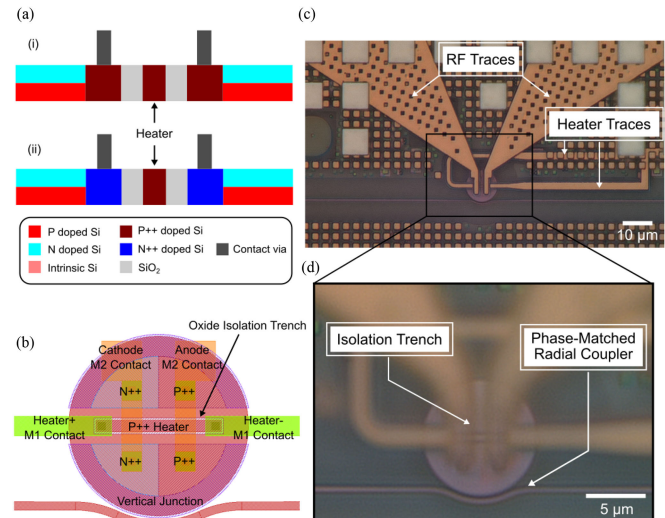 (a)
(i)
Heater
(ii)
P doped Si
P++ doped Si
N doped Si
N++ doped Si
Contact via
Intrinsic Si
SiO₂
(b)
Oxide Isolation Trench
Cathode
M2 Contact
Anode
M2 Contact
N++
P++
Heater+
M1 Contact
P++ Heater
Heater-
M1 Contact
N++
P++
Vertical Junction
(c)
RF Traces
Heater Traces
10 μm
(d)
Isolation Trench
Phase-Matched
Radial Coupler
5 μm